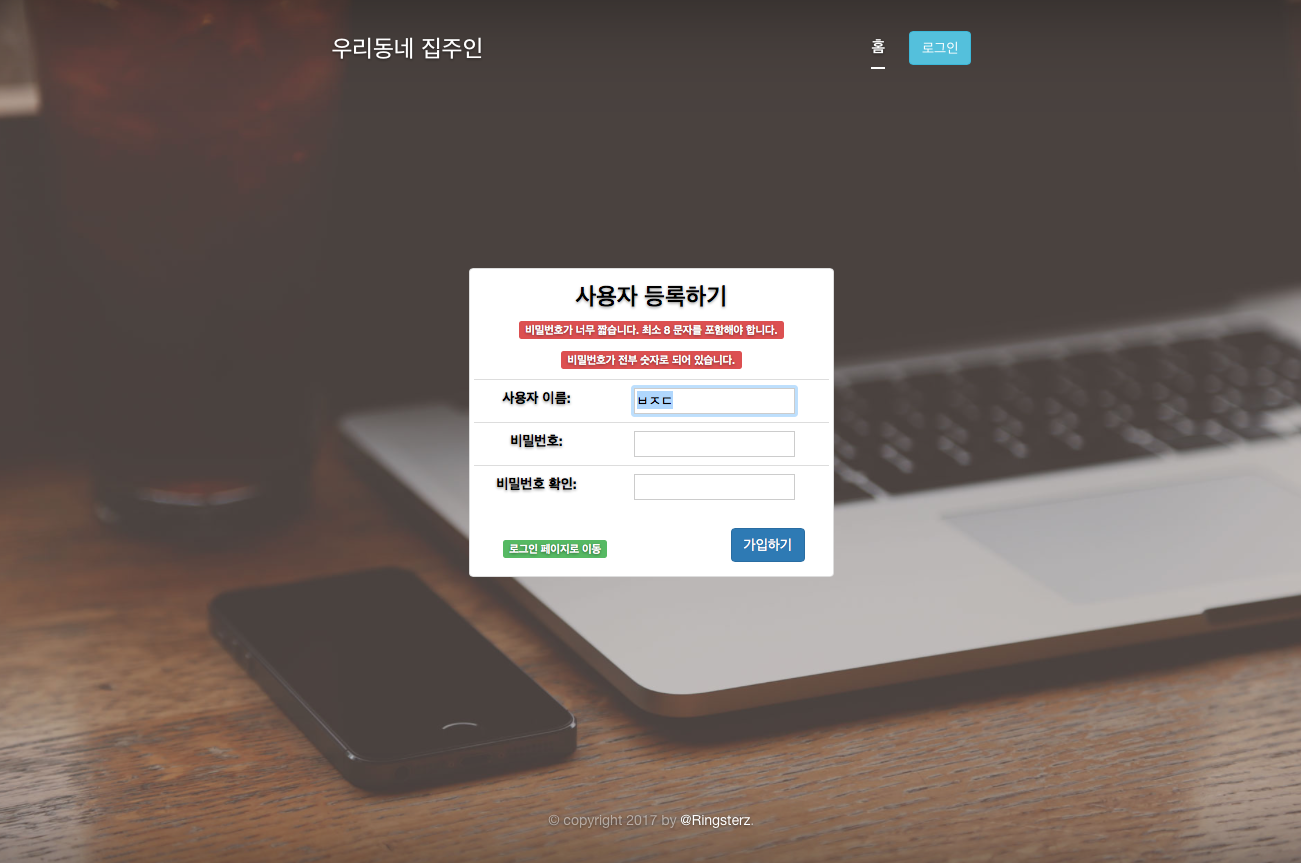 우리동네 집주인
홈
로그인
사용자 등록하기
비밀번호가 너무 짧습니다. 최소 8 문자를 포함해야 합니다.
비밀번호가 전부 숫자로 되어 있습니다.
사용자 이름: ㅂㅈㄷ
비밀번호:
비밀번호 확인:
로그인 페이지로 이동
가입하기
© copyright 2017 by @Ringsterz.